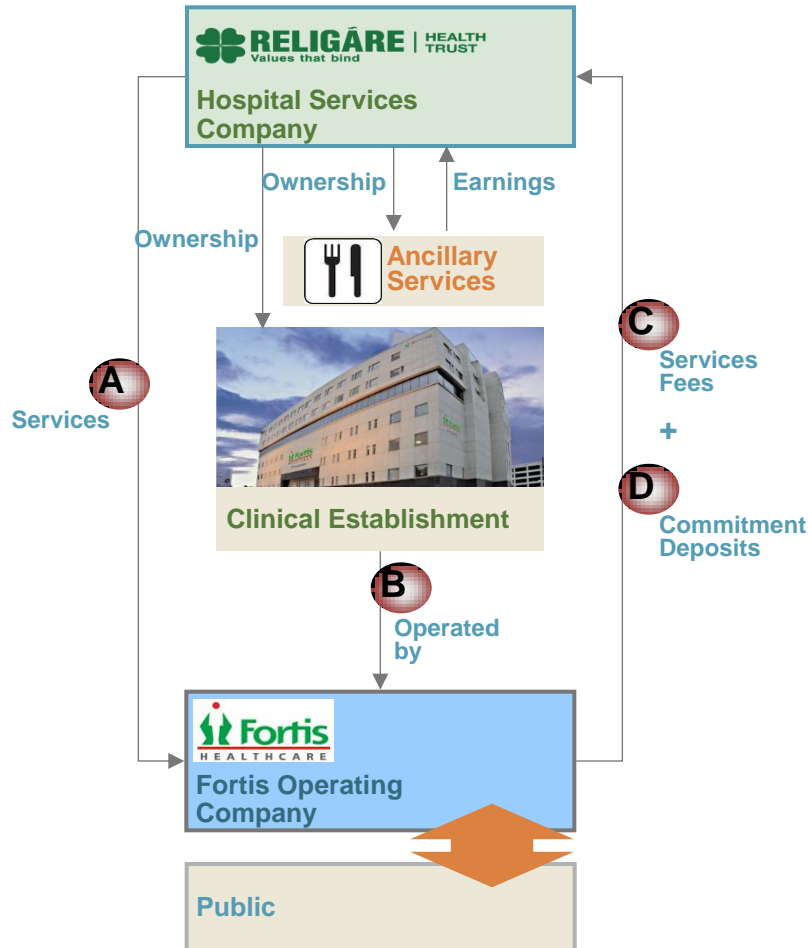 RELIGARE | HEALTH TRUST
Values that bind
Hospital Services
Company
Ownership
Earnings
Ownership
Ancillary
Services
A
Services
C
Services
Fees
+
D
Commitment
Deposits
Fortis
Clinical Establishment
B
Operated
by
Fortis
HEALTHCARE
Fortis Operating
Company
Public